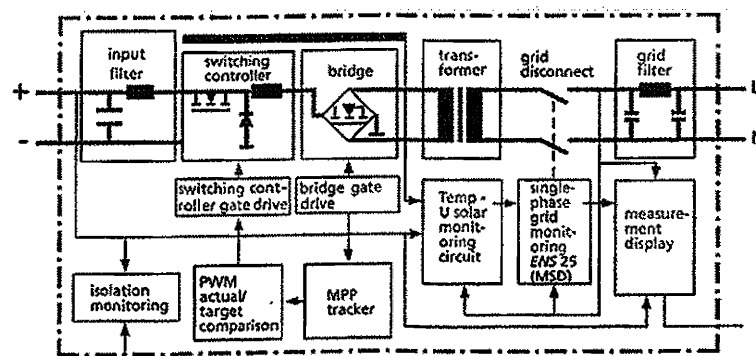 input
filter
switching
controller
bridge
trans-
former
grid
disconnect
grid
filter
+
-
L
switching cont-
roller gate drive
bridge gate
drive
Temp -
U solar
monit-
oring
circuit
single-
phase
grid
monit-
oring
ENS 25
(MSD)
measure-
ment
display
isolation
monitoring
PWM
actual/
target
comparison
MPP
tracker